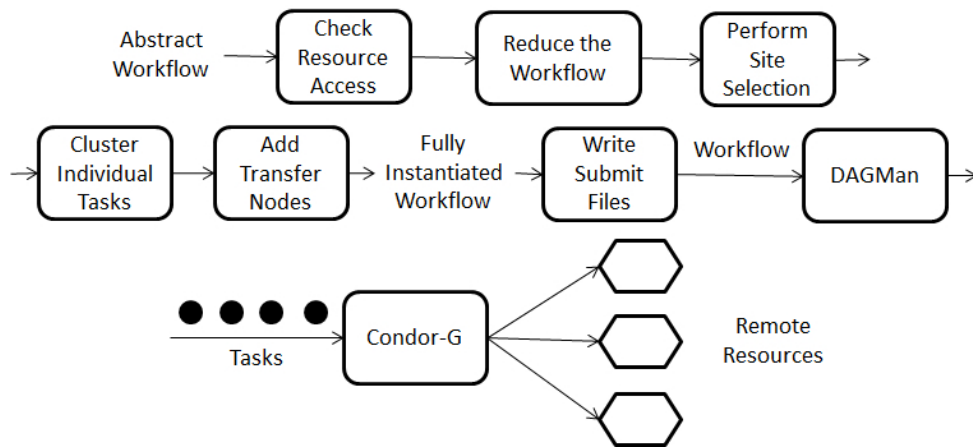 Abstract
Workflow
Check
Resource
Access
Reduce the
Workflow
Perform
Site
Selection
Cluster
Individual
Tasks
Add
Transfer
Nodes
Fully
Instantiated
Workflow
Write
Submit
Files
Workflow
DAGMan
Tasks
Condor-G
Remote
Resources